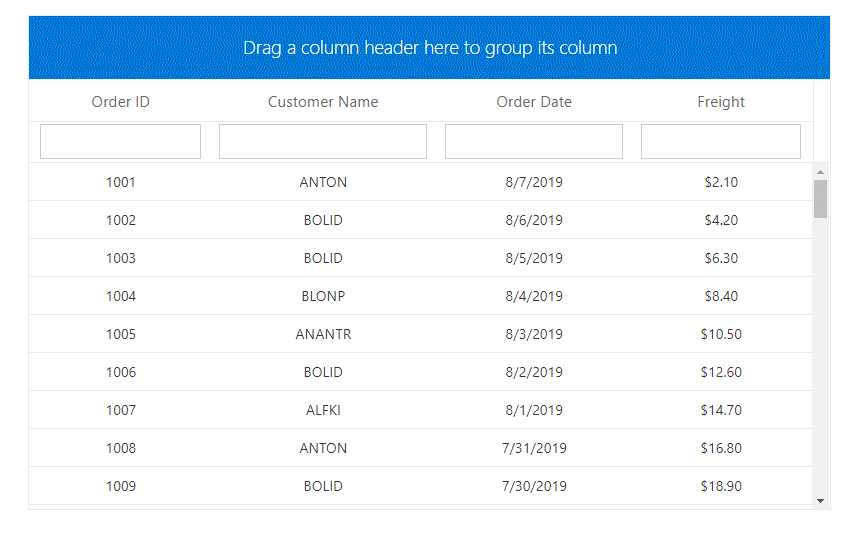 Drag a column header here to group its column
Order ID Customer Name Order Date Freight
1001 ANTON 8/7/2019 $2.10
1002 BOLID 8/6/2019 $4.20
1003 BOLID 8/5/2019 $6.30
1004 BLONP 8/4/2019 $8.40
1005 ANANTR 8/3/2019 $10.50
1006 BOLID 8/2/2019 $12.60
1007 ALFKI 8/1/2019 $14.70
1008 ANTON 7/31/2019 $16.80
1009 BOLID 7/30/2019 $18.90